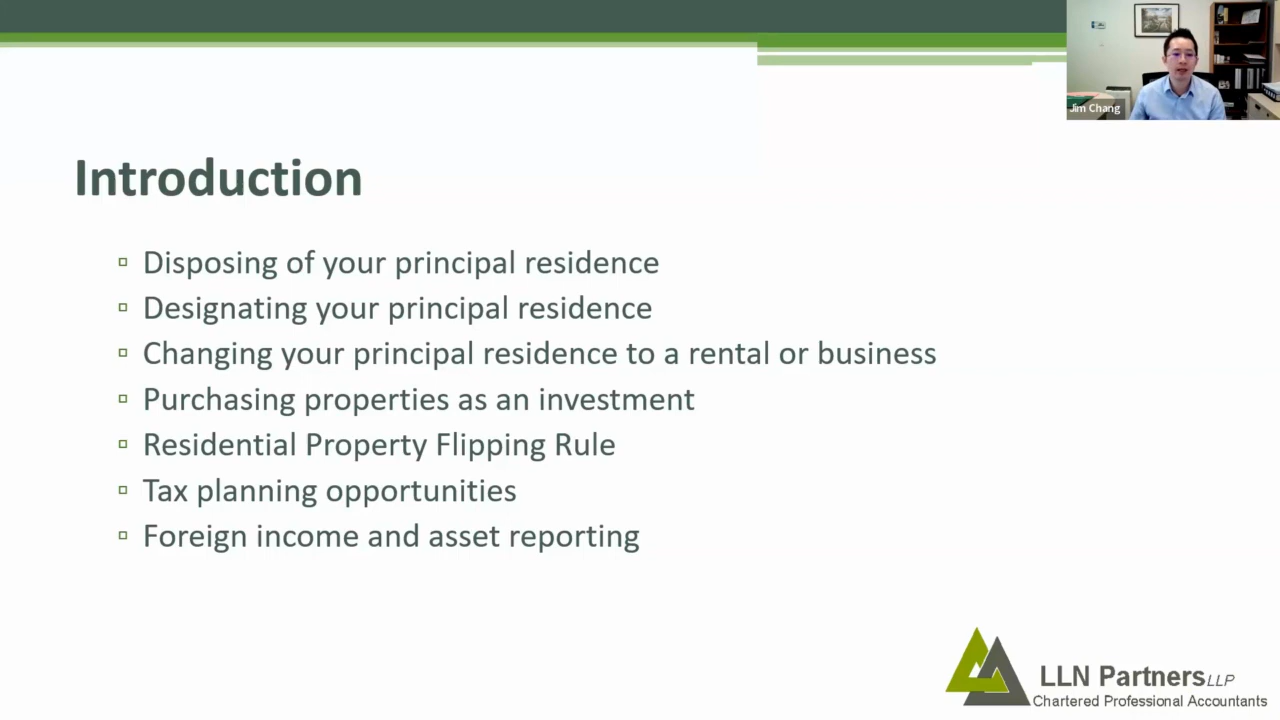 Jim Chang
Introduction
Disposing of your principal residence
Designating your principal residence
Changing your principal residence to a rental or business
Purchasing properties as an investment
Residential Property Flipping Rule
Tax planning opportunities
Foreign income and asset reporting
LLN Partners LLP
Chartered Professional Accountants